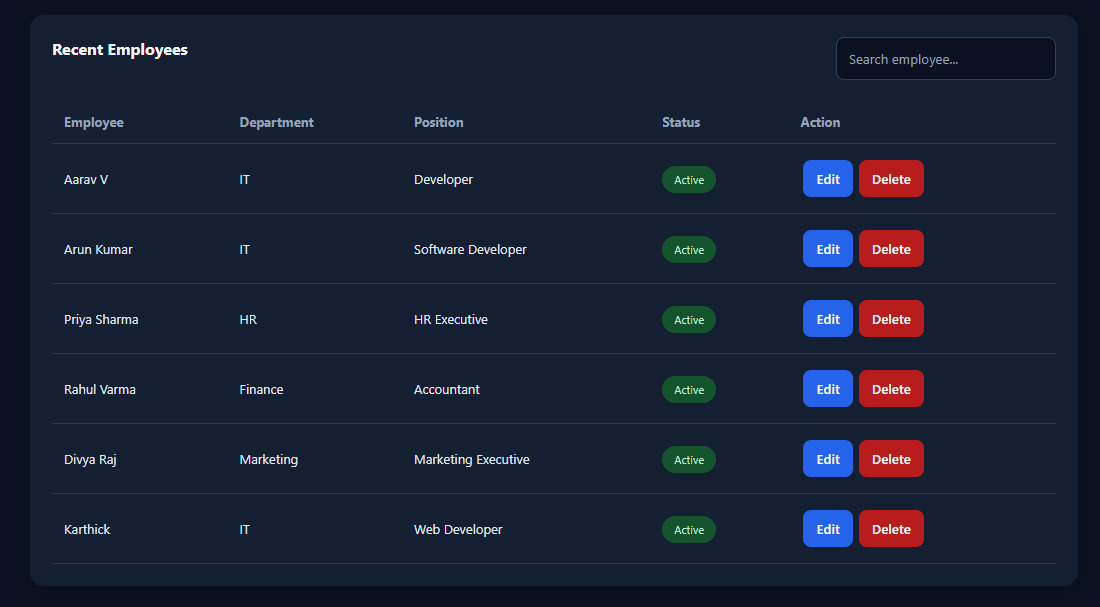 Recent Employees
Search employee...
Employee Department Position Status Action
Aarav V IT Developer Active Edit Delete
Arun Kumar IT Software Developer Active Edit Delete
Priya Sharma HR HR Executive Active Edit Delete
Rahul Varma Finance Accountant Active Edit Delete
Divya Raj Marketing Marketing Executive Active Edit Delete
Karthick IT Web Developer Active Edit Delete